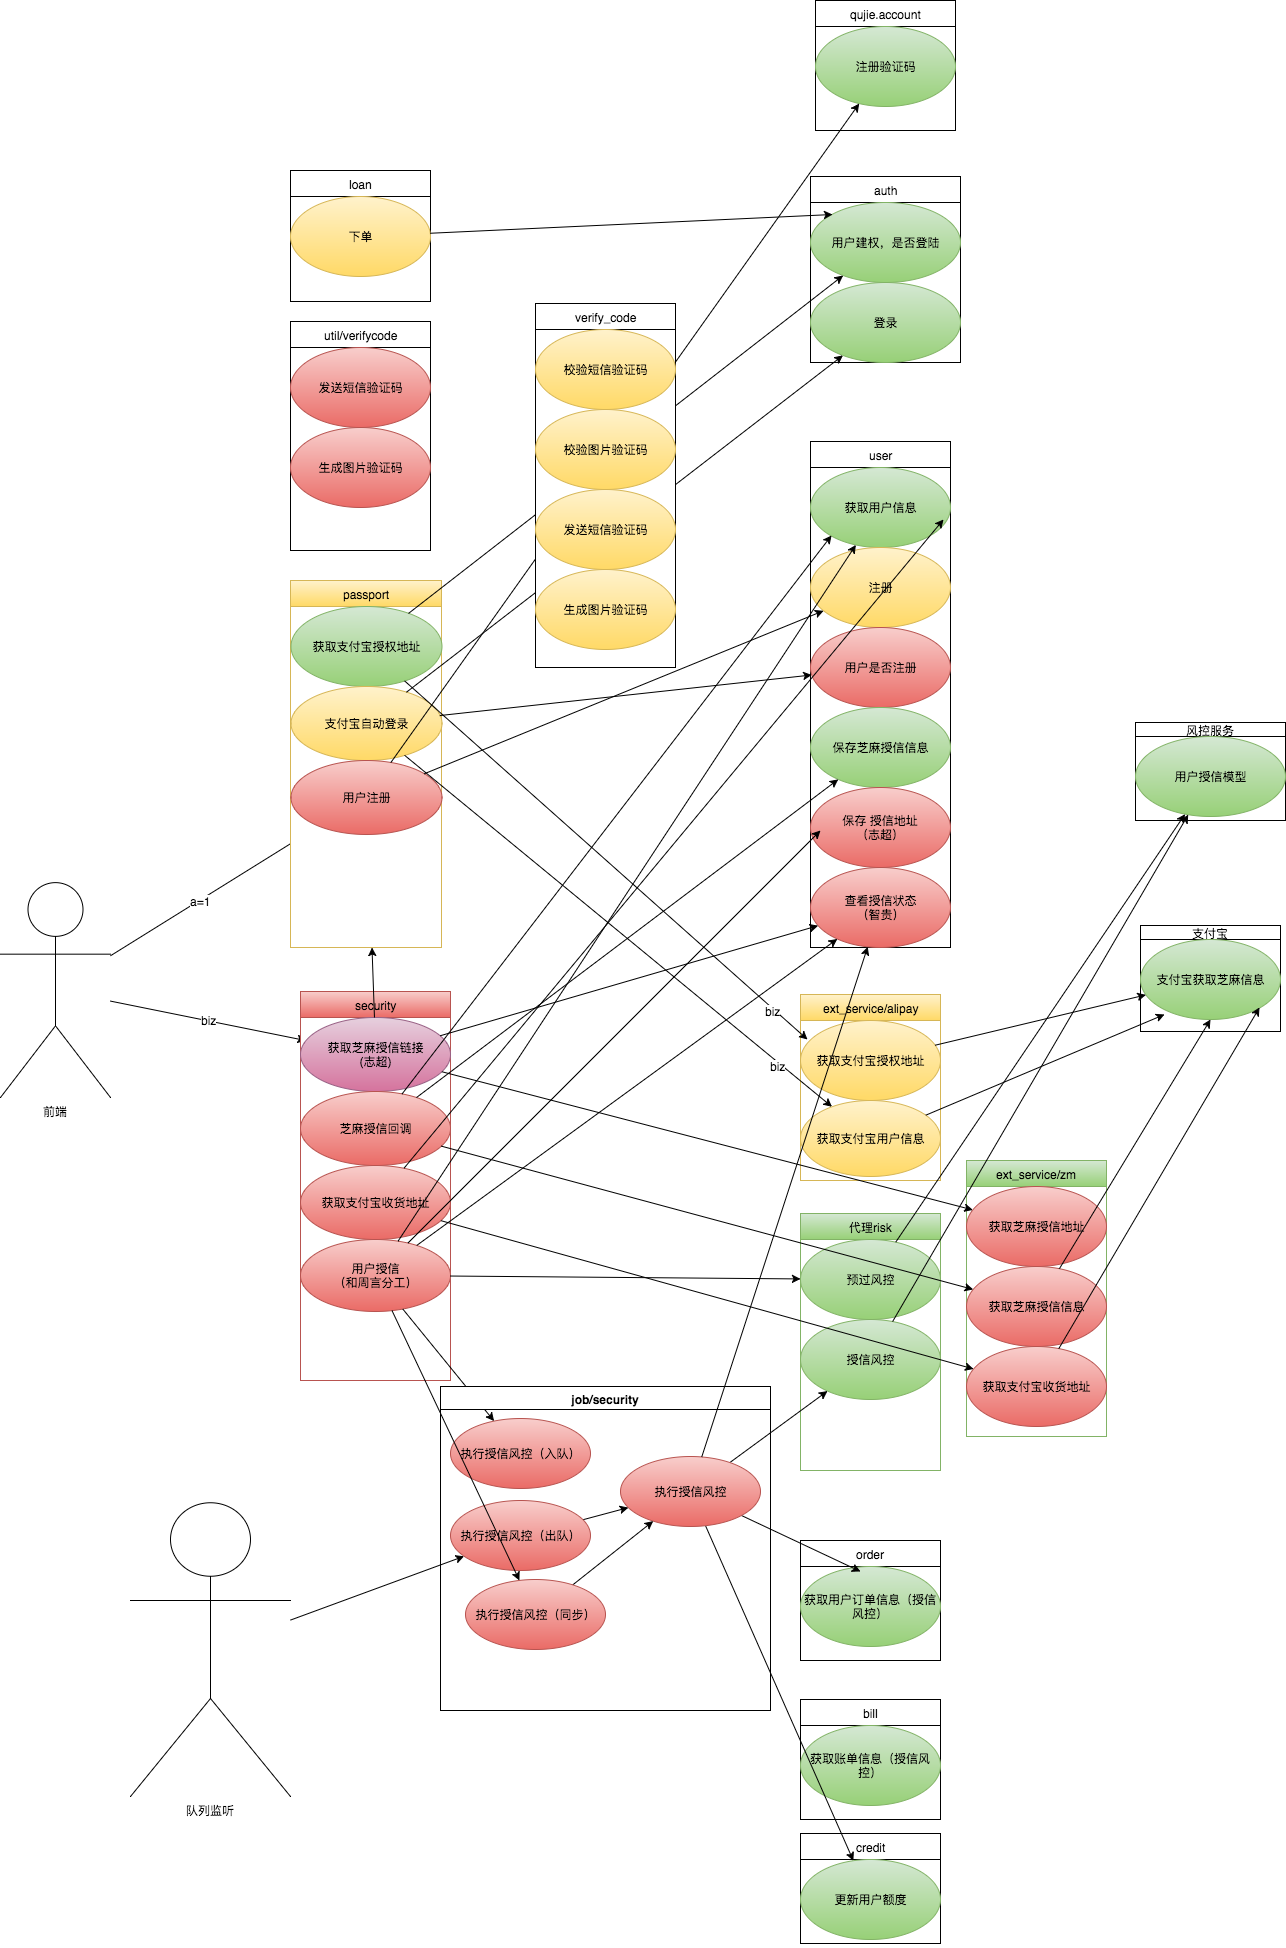 qujie.account
注册验证码
loan
下单
auth
用户建权，是否登陆
登录
util/verifycode
发送短信验证码
生成图片验证码
verify_code
校验短信验证码
校验图片验证码
发送短信验证码
生成图片验证码
user
获取用户信息
注册
用户是否注册
保存芝麻授信信息
保存 授信地址
（志超）
查看授信状态
（智贵）
passport
获取支付宝授权地址
支付宝自动登录
用户注册
风控服务
用户授信模型
a=1
前端
biz
支付宝
支付宝获取芝麻信息
security
获取芝麻授信链接
(志超)
芝麻授信回调
获取支付宝收货地址
用户授信
（和周言分工）
biz
biz
ext_service/alipay
获取支付宝授权地址
获取支付宝用户信息
ext_service/zm
获取芝麻授信地址
获取芝麻授信信息
获取支付宝收货地址
代理risk
预过风控
授信风控
job/security
执行授信风控（入队）
执行授信风控（出队）
执行授信风控（同步）
执行授信风控
队列监听
order
获取用户订单信息（授信
风控）
bill
获取账单信息（授信风
控）
credit
更新用户额度